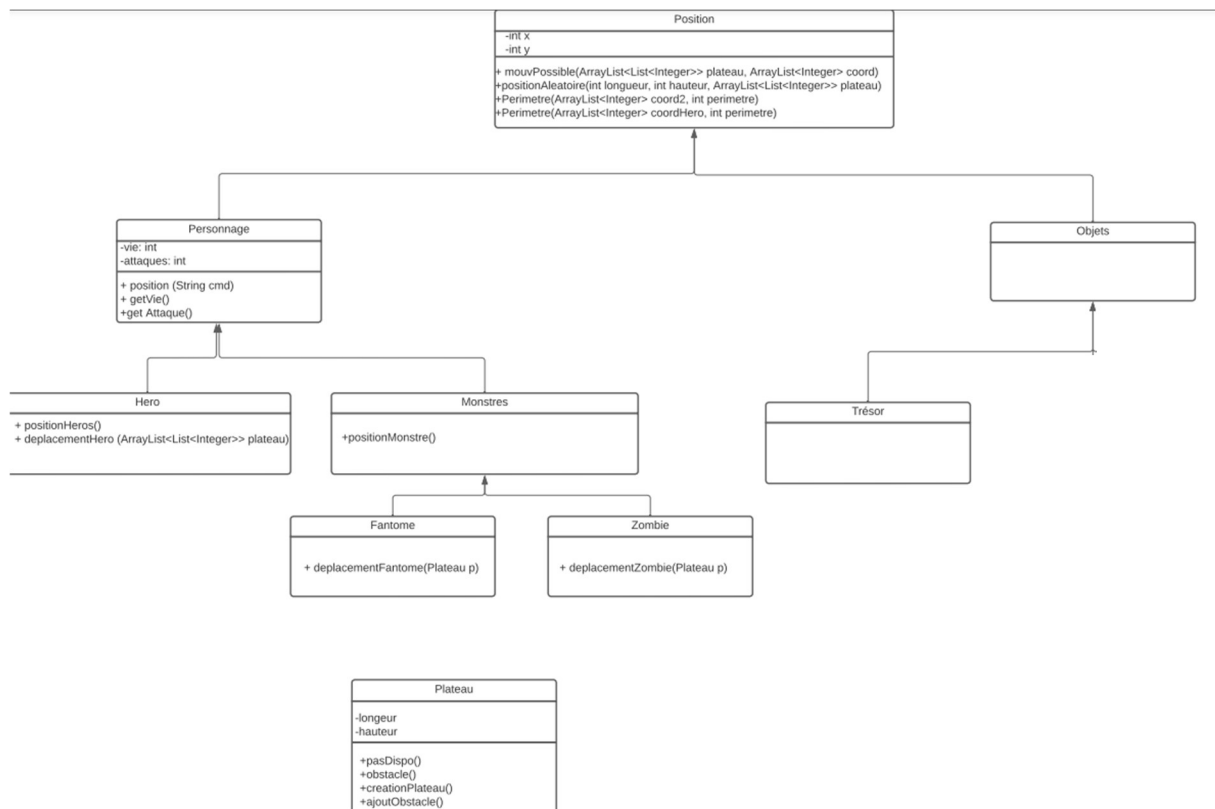 Position
-int x
-int y
+ mouvPossible(ArrayList<List<Integer>> plateau, ArrayList<Integer> coord)
+positionAleatoire(int longueur, int hauteur, ArrayList<List<Integer>> plateau)
+Perimetre(ArrayList<Integer> coord2, int perimetre)
+Perimetre(ArrayList<Integer> coordHero, int perimetre)
Personnage
-vie: int
-attaques: int
+ position (String cmd)
+ getVie()
+get Attaque()
Objets
Hero
+ positionHeros()
+ deplacementHero (ArrayList<List<Integer>> plateau)
Monstres
+positionMonstre()
Trésor
Fantome
+ deplacementFantome(Plateau p)
Zombie
+ deplacementZombie(Plateau p)
Plateau
-longeur
-hauteur
+pasDispo()
+obstacle()
+creationPlateau()
+ajoutObstacle()